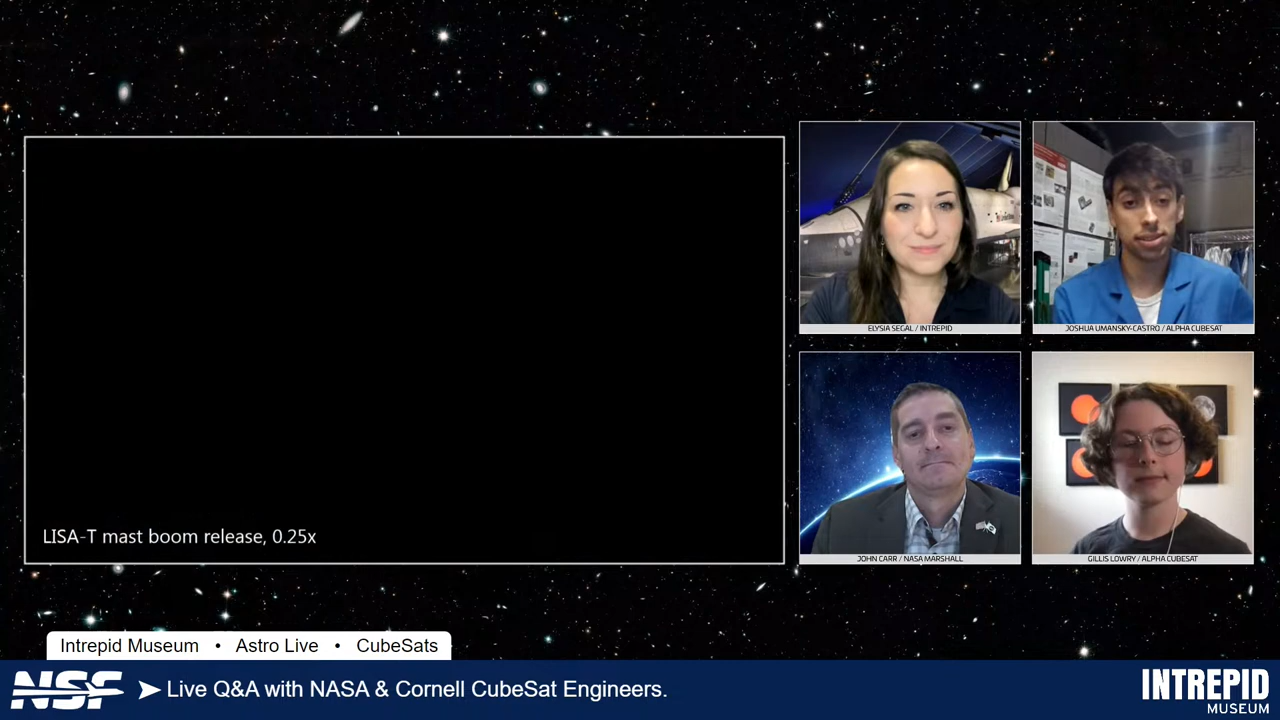 LISA-T mast boom release, 0.25x
ELYSIA SEGAL / INTREPID
JOSHUA UMANSKY-CASTRO / ALPHA CUBESAT
JOHN CARR / NASA MARSHALL
GILLIS LOWRY / ALPHA CUBESAT
Intrepid Museum • Astro Live • CubeSats
NSF
Live Q&A with NASA & Cornell CubeSat Engineers.
INTREPID
MUSEUM